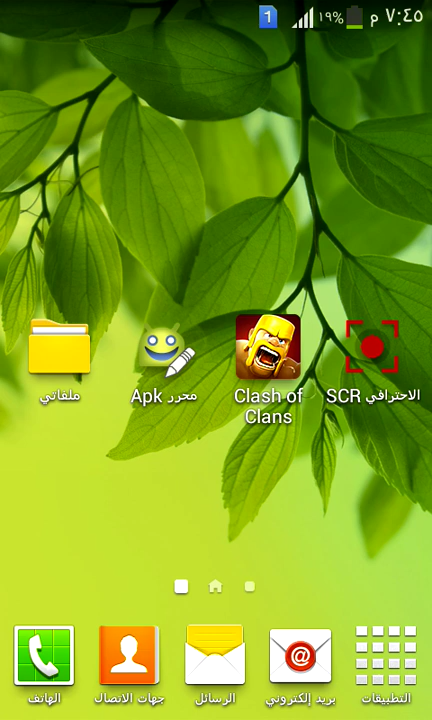 ٧:٤٥ م ١٩% 1
ملفاتي
محرر Apk
Clash of
Clans
SCR الاحترافي
الهاتف
جهات الاتصال
الرسائل
بريد إلكتروني
التطبيقات